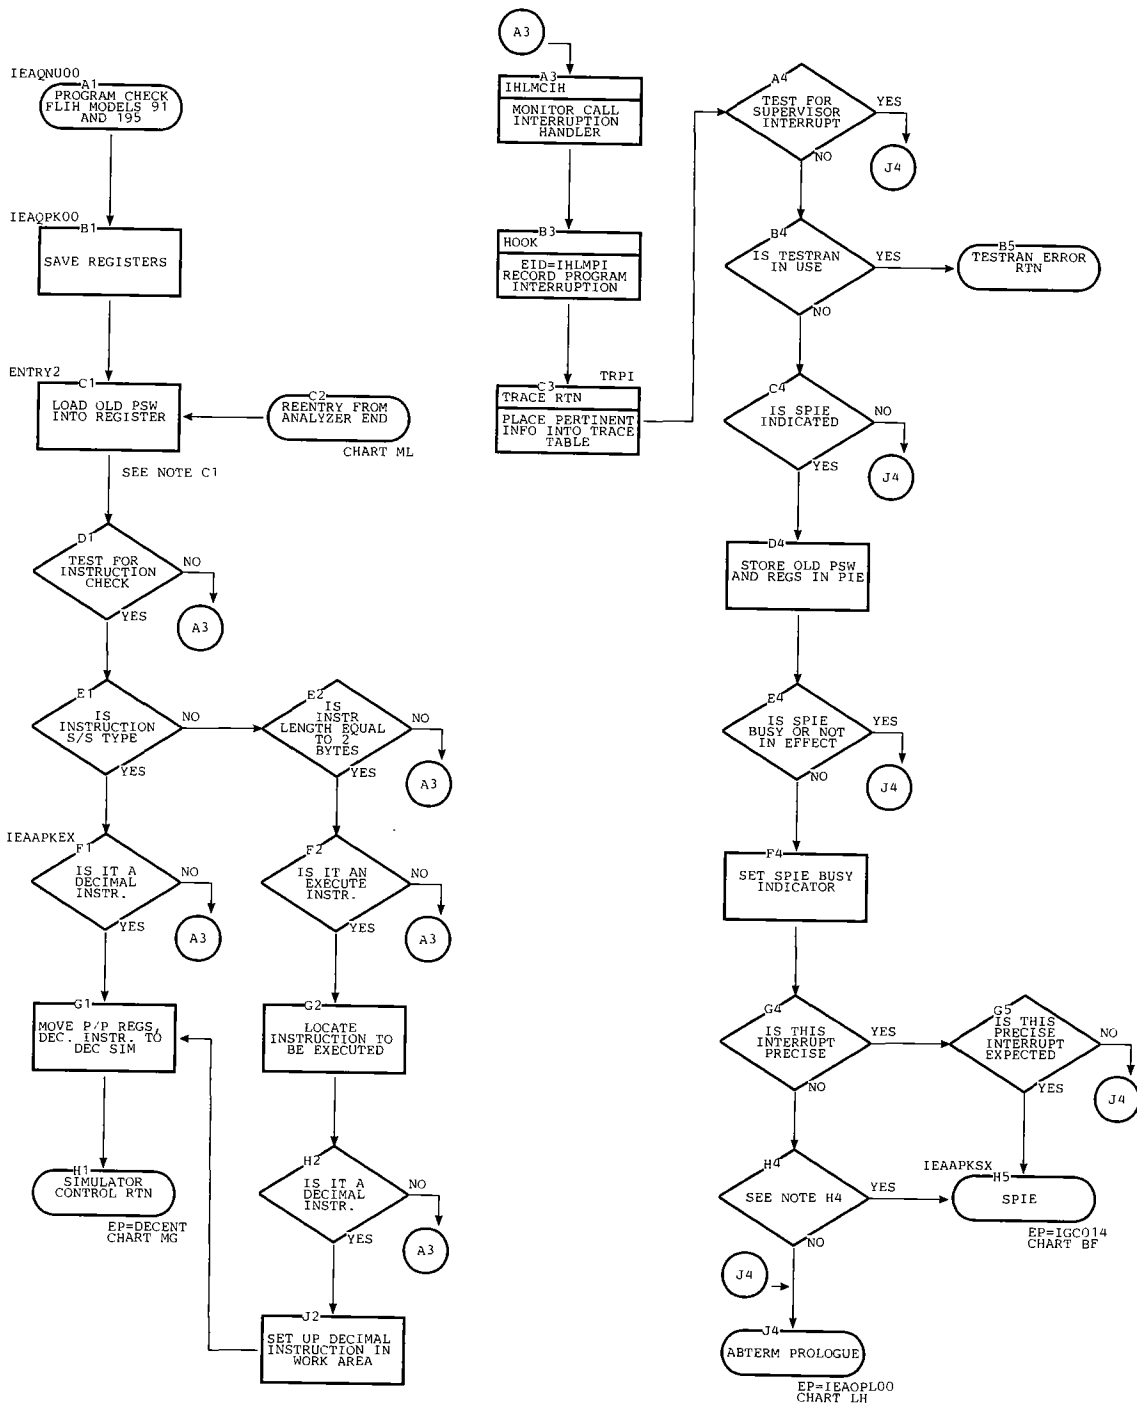 IEAQNU00
A1
PROGRAM CHECK
FLIH MODELS 91
AND 195
IEAQPK00
B1
SAVE REGISTERS
ENTRY2
C1
LOAD OLD PSW
INTO REGISTER
C2
REENTRY FROM
ANALYZER END
CHART ML
SEE NOTE C1
D1
TEST FOR
INSTRUCTION
CHECK
NO
A3
YES
E1
IS
INSTRUCTION
S/S TYPE
NO
YES
E2
IS
INSTR
LENGTH EQUAL
TO 2
BYTES
NO
A3
YES
IEAAPKEX
F1
IS IT A
DECIMAL
INSTR.
NO
A3
YES
F2
IS IT AN
EXECUTE
INSTR.
NO
A3
YES
G1
MOVE P/P REGS,
DEC. INSTR. TO
DEC SIM
G2
LOCATE
INSTRUCTION TO
BE EXECUTED
H1
SIMULATOR
CONTROL RTN
EP=DECENT
CHART MG
H2
IS IT A
DECIMAL
INSTR.
NO
A3
YES
J2
SET UP DECIMAL
INSTRUCTION IN
WORK AREA
A3
A3
IHLMCIH
MONITOR CALL
INTERRUPTION
HANDLER
B3
HOOK
EID=IHLMPI
RECORD PROGRAM
INTERRUPTION
TRPI
C3
TRACE RTN
PLACE PERTINENT
INFO INTO TRACE
TABLE
A4
TEST FOR
SUPERVISOR
INTERRUPT
YES
J4
NO
B4
IS TESTRAN
IN USE
YES
NO
B5
TESTRAN ERROR
RTN
C4
IS SPIE
INDICATED
NO
J4
YES
D4
STORE OLD PSW
AND REGS IN PIE
E4
IS SPIE
BUSY OR NOT
IN EFFECT
YES
J4
NO
F4
SET SPIE BUSY
INDICATOR
G4
IS THIS
INTERRUPT
PRECISE
YES
NO
G5
IS THIS
PRECISE
INTERRUPT
EXPECTED
NO
J4
YES
H4
SEE NOTE H4
YES
NO
IEAAPKSX
H5
SPIE
EP=IGC014
CHART BF
J4
J4
ABTERM PROLOGUE
EP=IEAOPL00
CHART LH